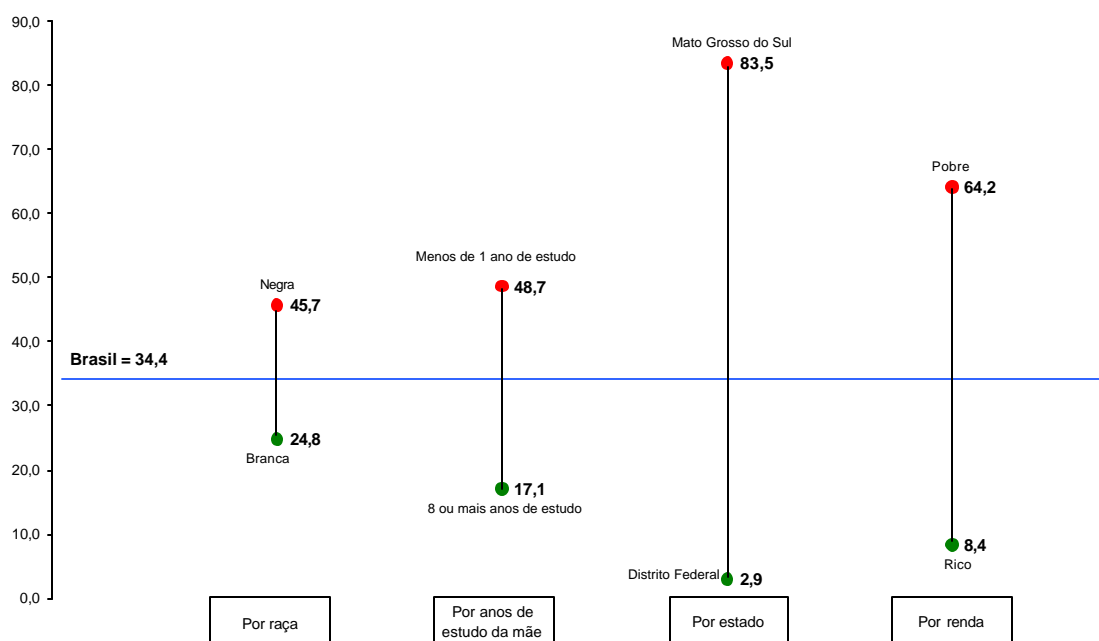 90,0
80,0
70,0
60,0
50,0
40,0
30,0
20,0
10,0
0,0
Brasil = 34,4
Negra
45,7
24,8
Branca
Menos de 1 ano de estudo
48,7
17,1
8 ou mais anos de estudo
Mato Grosso do Sul
83,5
Distrito Federal
2,9
Pobre
64,2
8,4
Rico
Por raça
Por anos de
estudo da mãe
Por estado
Por renda